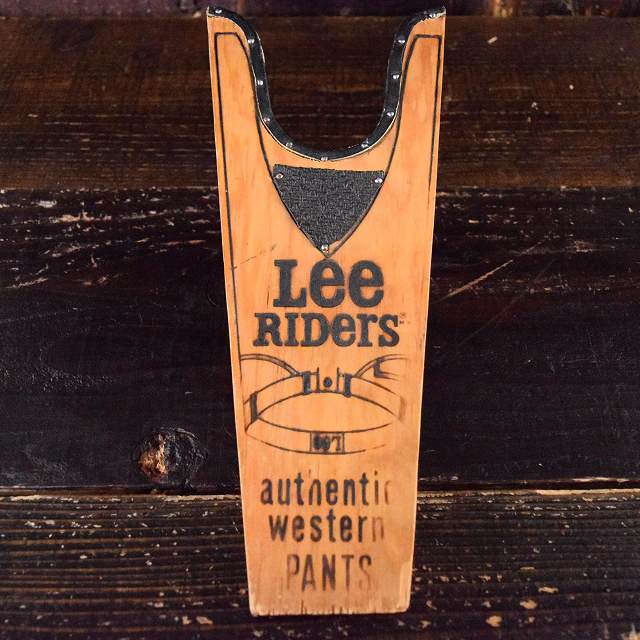 Lee
RIDERS
authentic
western
PANTS